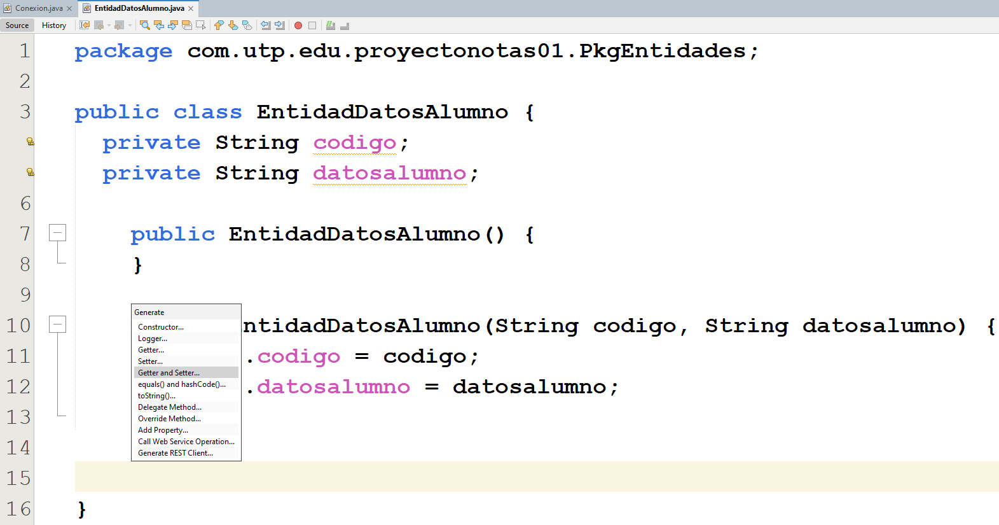 Conexion.java
EntidadDatosAlumno.java
Source
History
1 package com.utp.edu.proyectonotas01.PkgEntidades;
2
3 public class EntidadDatosAlumno {
private String codigo;
private String datosalumno;
6
7 public EntidadDatosAlumno() {
8 }
9
10 ntidadDatosAlumno(String codigo, String datosalumno) {
11 .codigo = codigo;
12 .datosalumno = datosalumno;
13
14
15
16 }
Generate
Constructor...
Logger...
Getter...
Setter...
Getter and Setter...
equals() and hashCode()...
toString()...
Delegate Method...
Override Method...
Add Property...
Call Web Service Operation...
Generate REST Client...